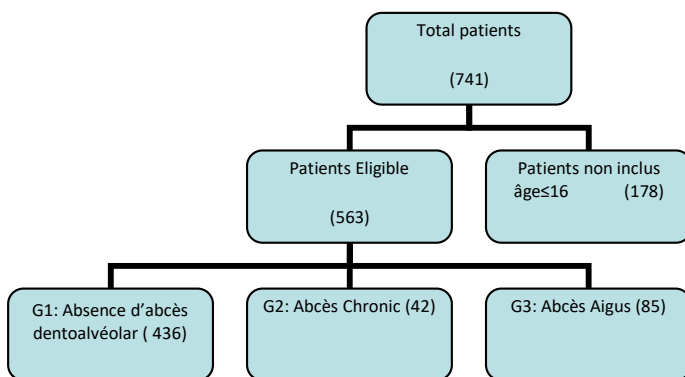 Total patients
(741)
Patients Eligible
(563)
Patients non inclus
âge≤16 (178)
G1: Absence d'abcès
dentoalvéolar ( 436)
G2: Abcès Chronic (42)
G3: Abcès Aigus (85)